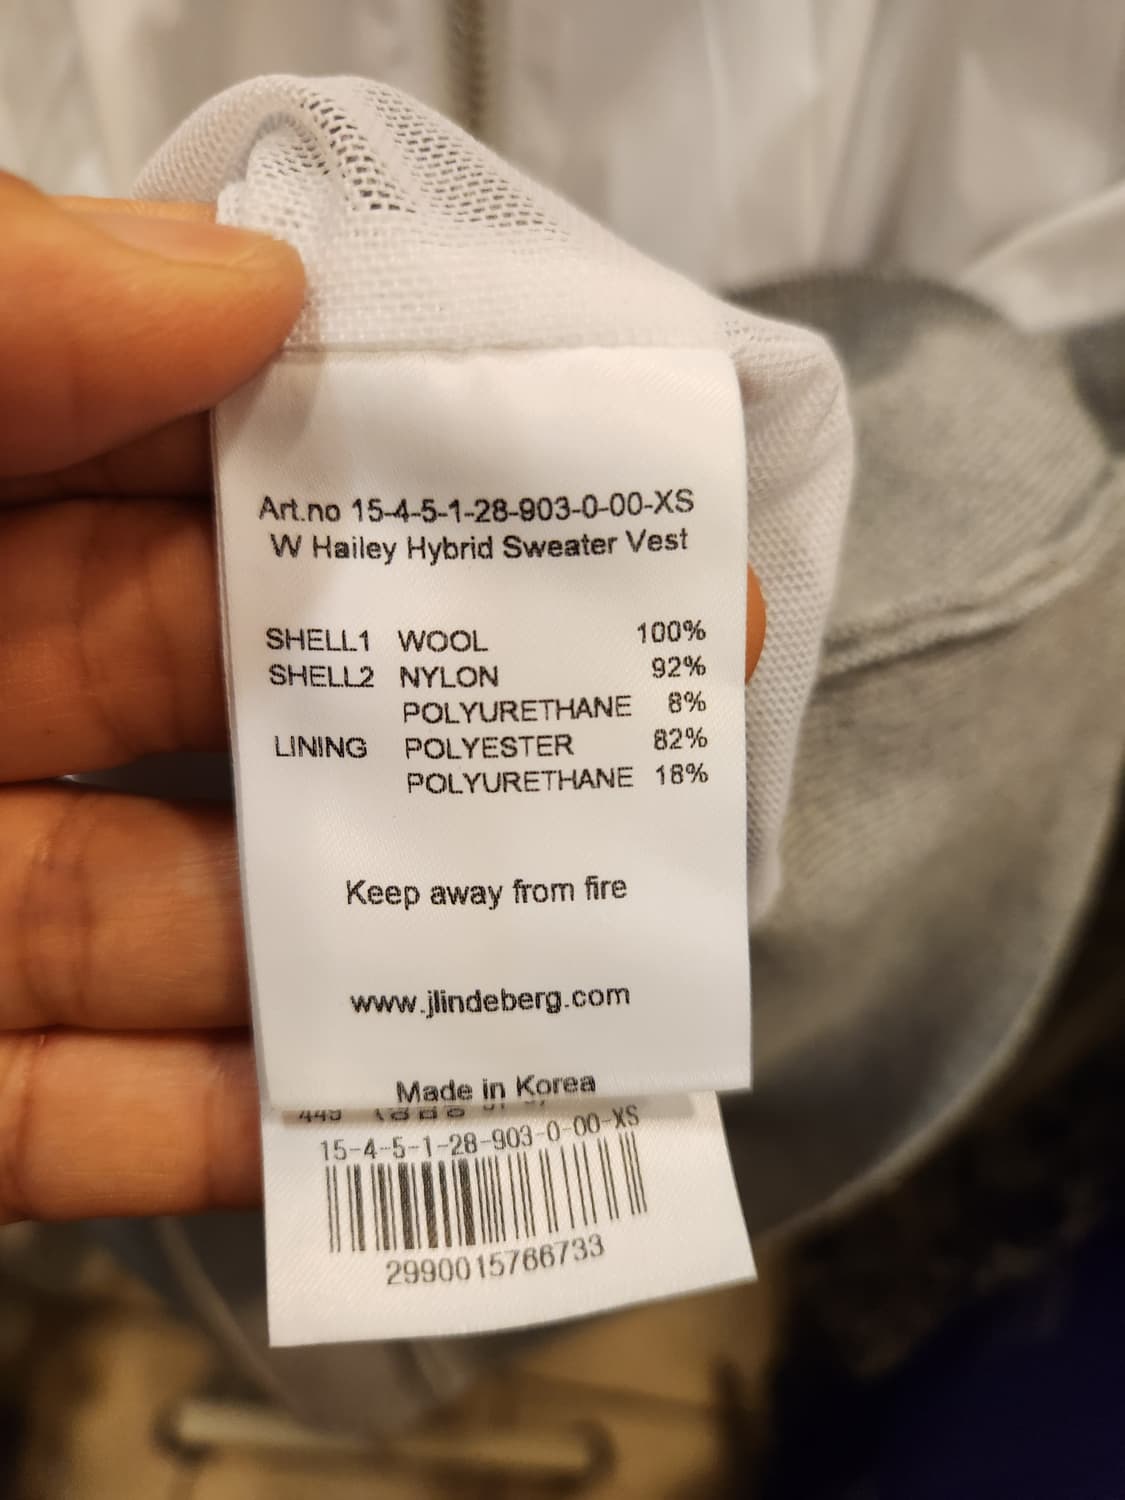 Art.no 15-4-5-1-28-903-0-00-XS
W Hailey Hybrid Sweater Vest
SHELL1 WOOL 100%
SHELL2 NYLON 92%
POLYURETHANE 8%
LINING POLYESTER 82%
POLYURETHANE 18%
Keep away from fire
www.jlindeberg.com
Made in Korea
15-4-5-1-28-903-0-00-XS
2990015766733